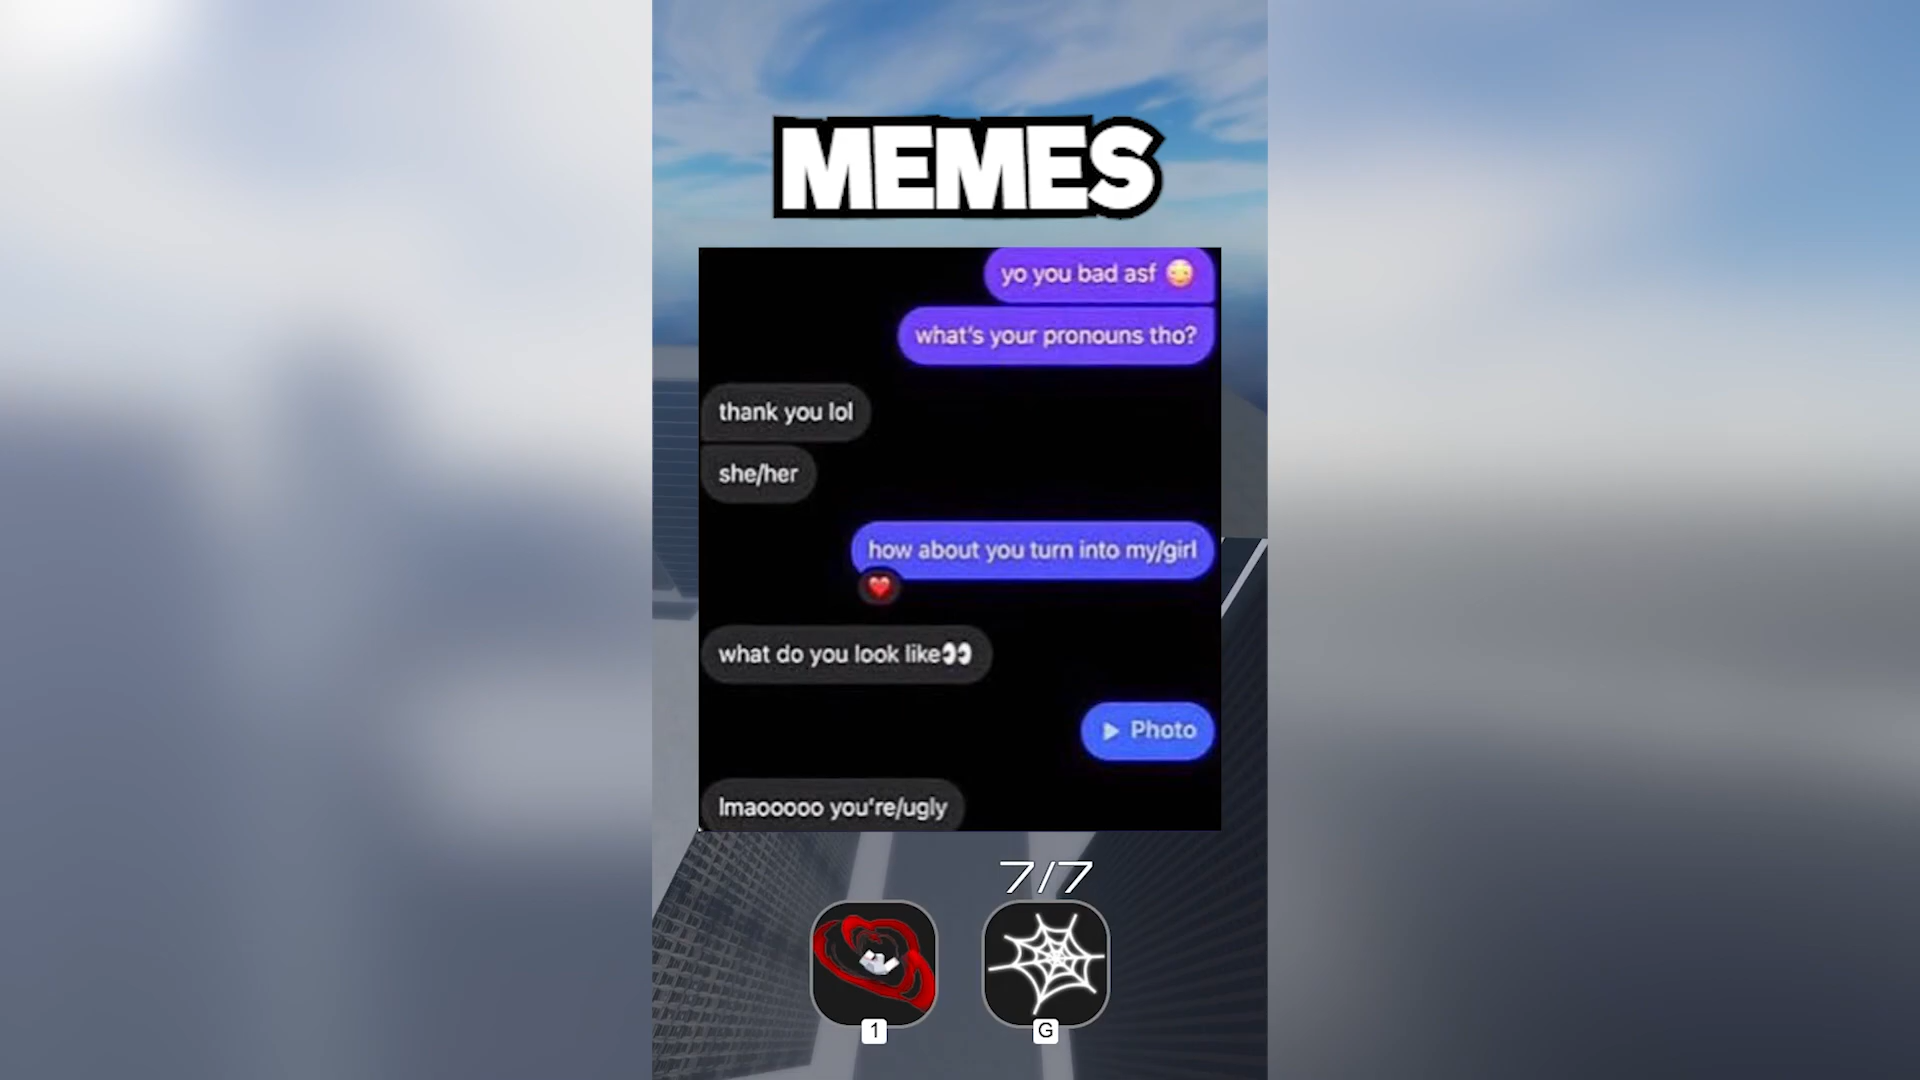 MEMES
yo you bad asf 😳
what's your pronouns tho?
thank you lol
she/her
how about you turn into my/girl
❤️
what do you look like👀
▶ Photo
lmaooooo you're/ugly
7/7
1
G